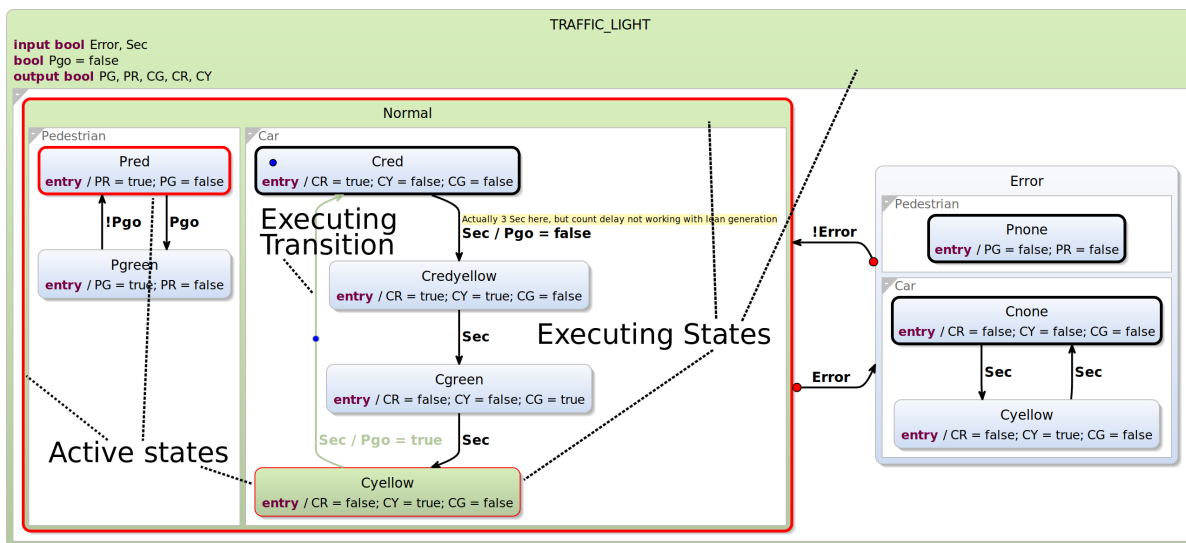 TRAFFIC_LIGHT
input bool Error, Sec
bool Pgo = false
output bool PG, PR, CG, CR, CY
Normal
Pedestrian
Pred
entry / PR = true; PG = false
!Pgo
Pgo
Pgreen
entry / PG = true; PR = false
Car
Cred
entry / CR = true; CY = false; CG = false
Executing
Transition
Actually 3 Sec here, but count delay not working with lean generation
Sec / Pgo = false
Credyellow
entry / CR = true; CY = true; CG = false
Sec
Executing States
Cgreen
entry / CR = false; CY = false; CG = true
Sec / Pgo = true
Sec
Active states
Cyellow
entry / CR = false; CY = true; CG = false
!Error
Error
Error
Pedestrian
Pnone
entry / PG = false; PR = false
Car
Cnone
entry / CR = false; CY = false; CG = false
Sec
Sec
Cyellow
entry / CR = false; CY = true; CG = false